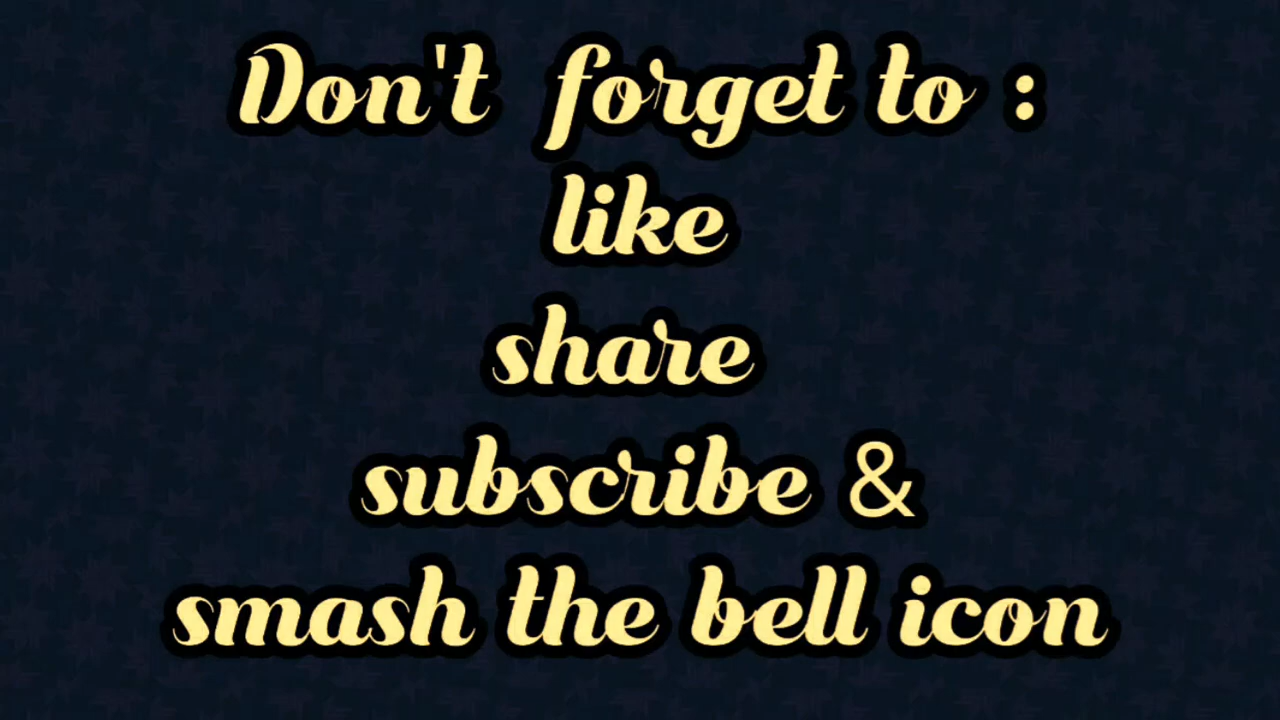 Don't forget to :
like
share
subscribe &
smash the bell icon